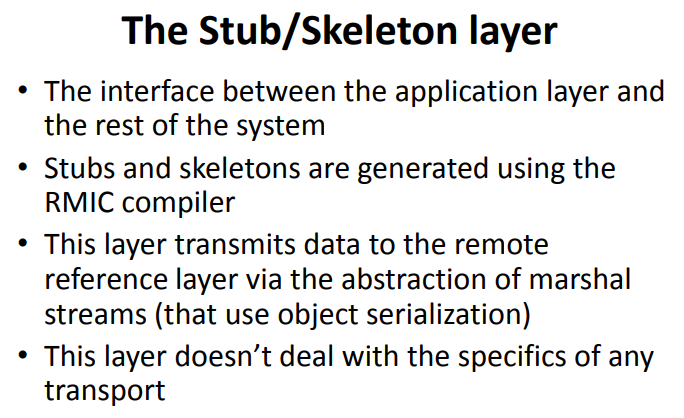 The Stub/Skeleton layer
• The interface between the application layer and
the rest of the system
• Stubs and skeletons are generated using the
RMIC compiler
• This layer transmits data to the remote
reference layer via the abstraction of marshal
streams (that use object serialization)
• This layer doesn’t deal with the specifics of any
transport